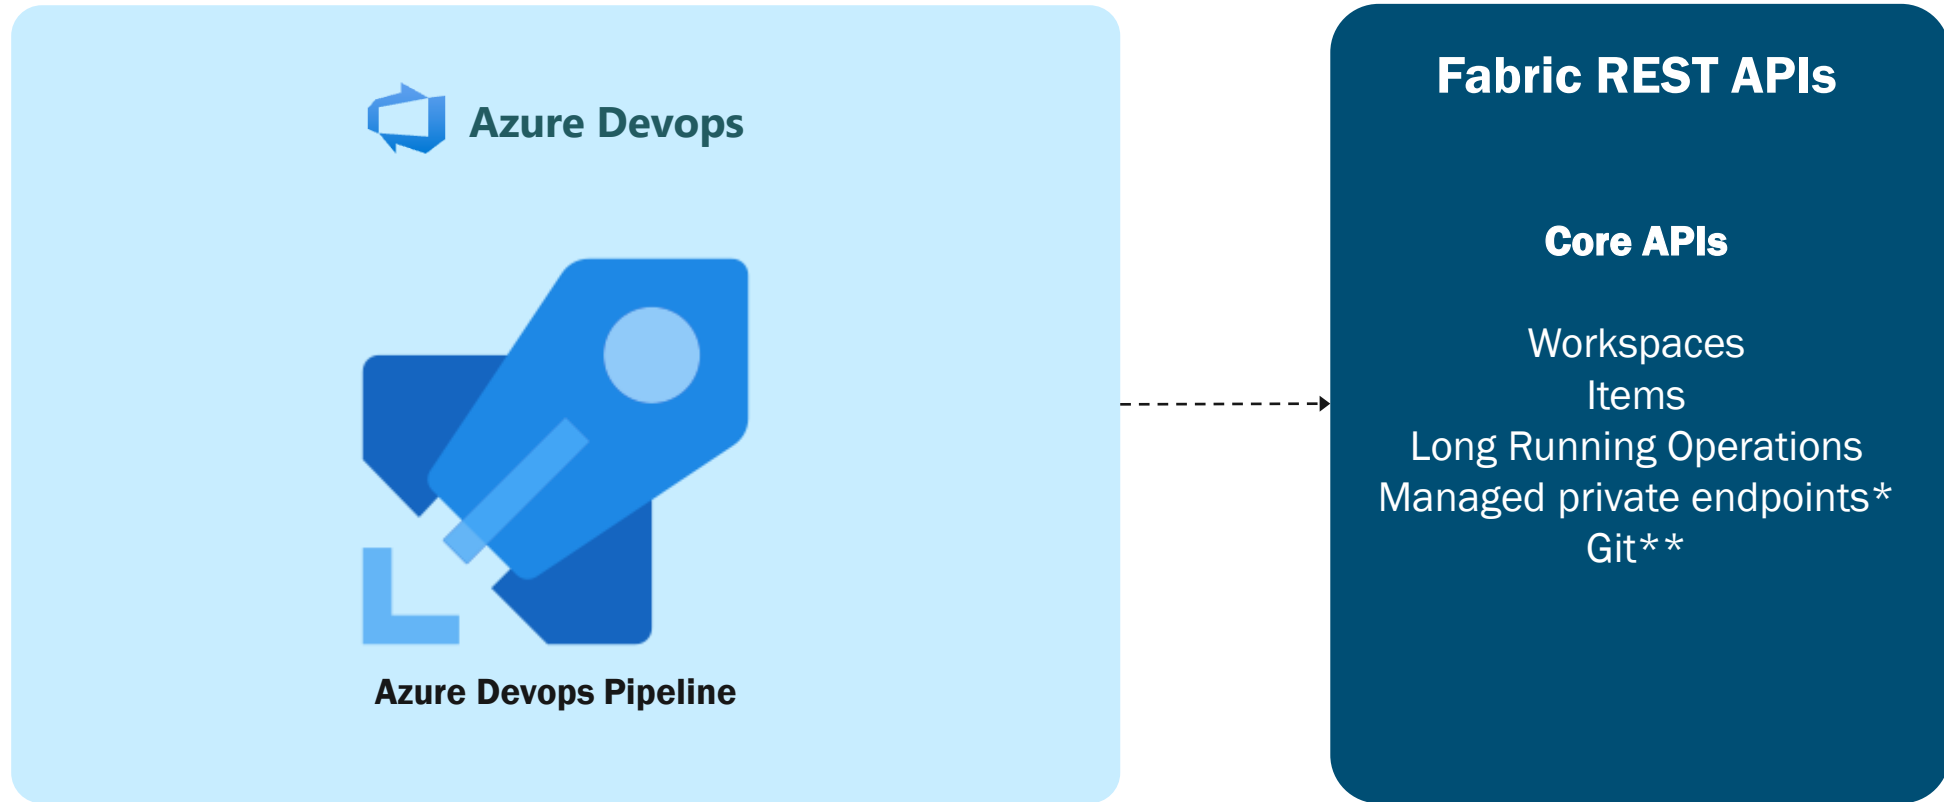 Azure Devops
Azure Devops Pipeline
Fabric REST APIs
Core APIs
Workspaces
Items
Long Running Operations
Managed private endpoints*
Git**